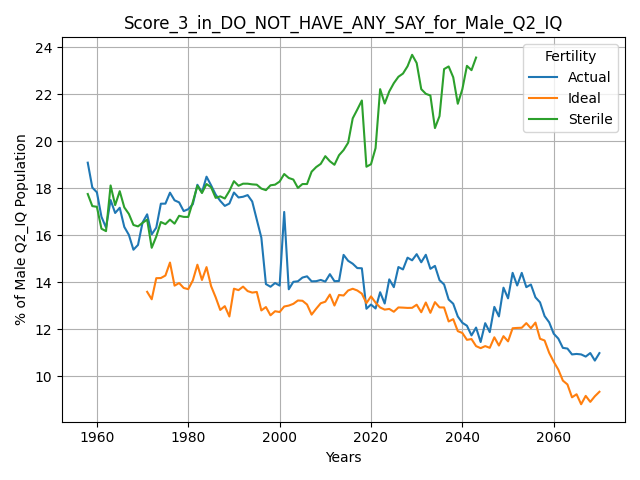 Score_3_in_DO_NOT_HAVE_ANY_SAY_for_Male_Q2_IQ
% of Male Q2_IQ Population
24
22
20
18
16
14
12
10
Fertility
Actual
Ideal
Sterile
1960 1980 2000 2020 2040 2060
Years